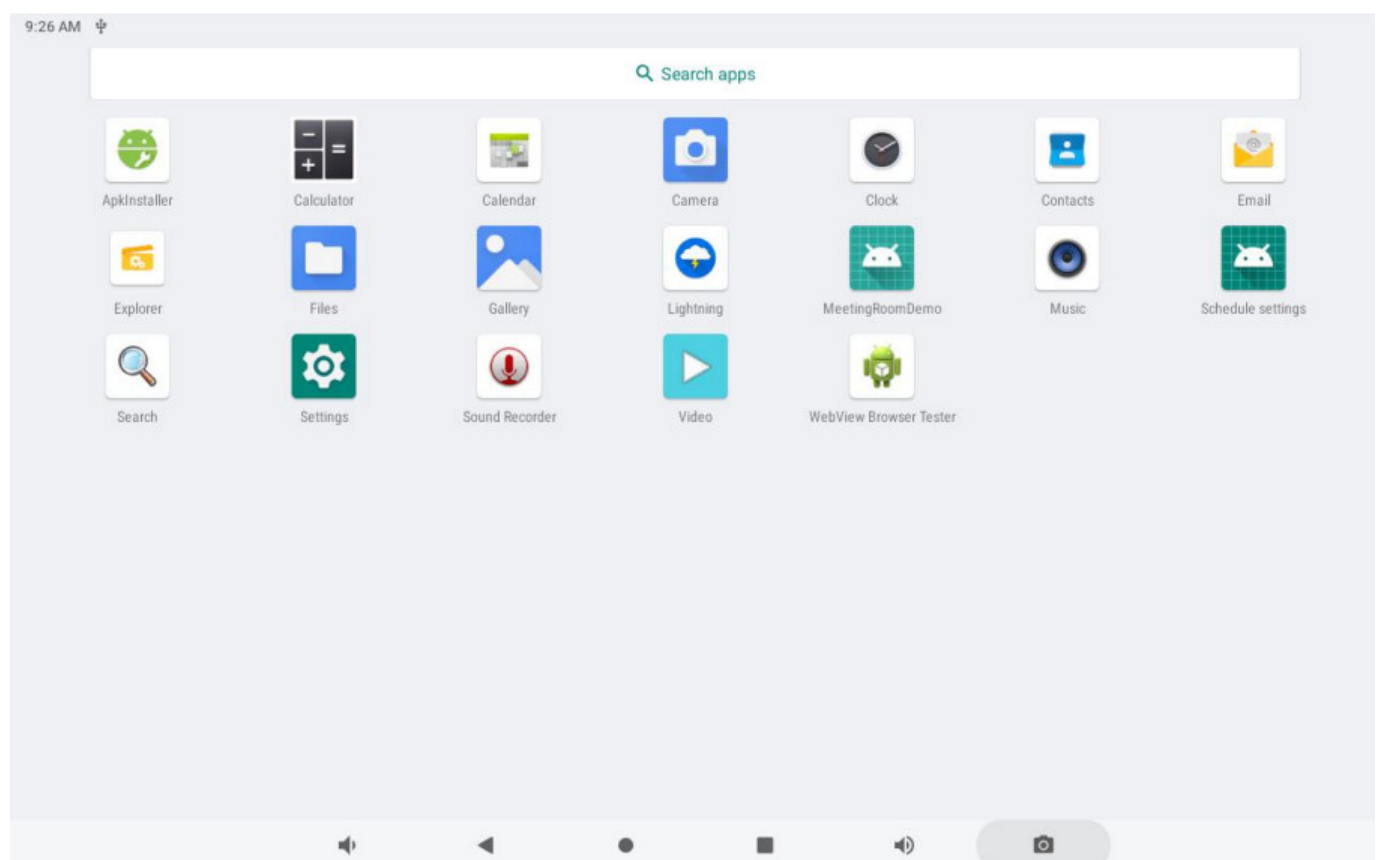 9:26 AM
Search apps
ApkInstaller Calculator Calendar Camera Clock Contacts Email
Explorer Files Gallery Lightning MeetingRoomDemo Music Schedule settings
Search Settings Sound Recorder Video WebView Browser Tester